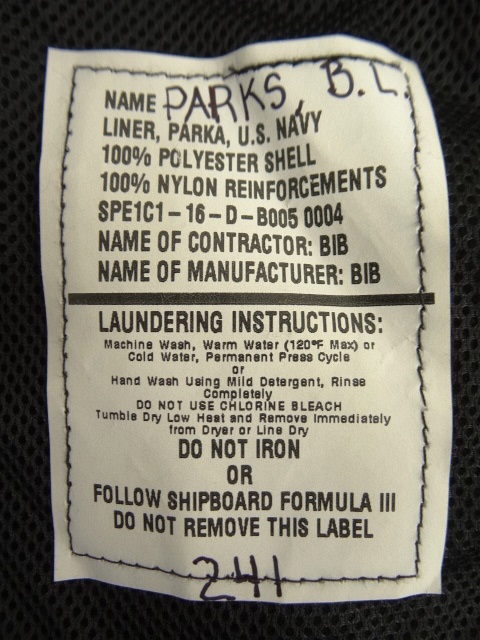 NAME PARKS, B.L.
LINER, PARKA, U.S. NAVY
100% POLYESTER SHELL
100% NYLON REINFORCEMENTS
SPE1C1-16-D-B005 0004
NAME OF CONTRACTOR: BIB
NAME OF MANUFACTURER: BIB
LAUNDERING INSTRUCTIONS:
Machine Wash, Warm Water (120°F Max) or
Cold Water, Permanent Press Cycle
or
Hand Wash Using Mild Detergent, Rinse
Completely
DO NOT USE CHLORINE BLEACH
Tumble Dry Low Heat and Remove Immediately
from Dryer or Line Dry
DO NOT IRON
OR
FOLLOW SHIPBOARD FORMULA III
DO NOT REMOVE THIS LABEL
241